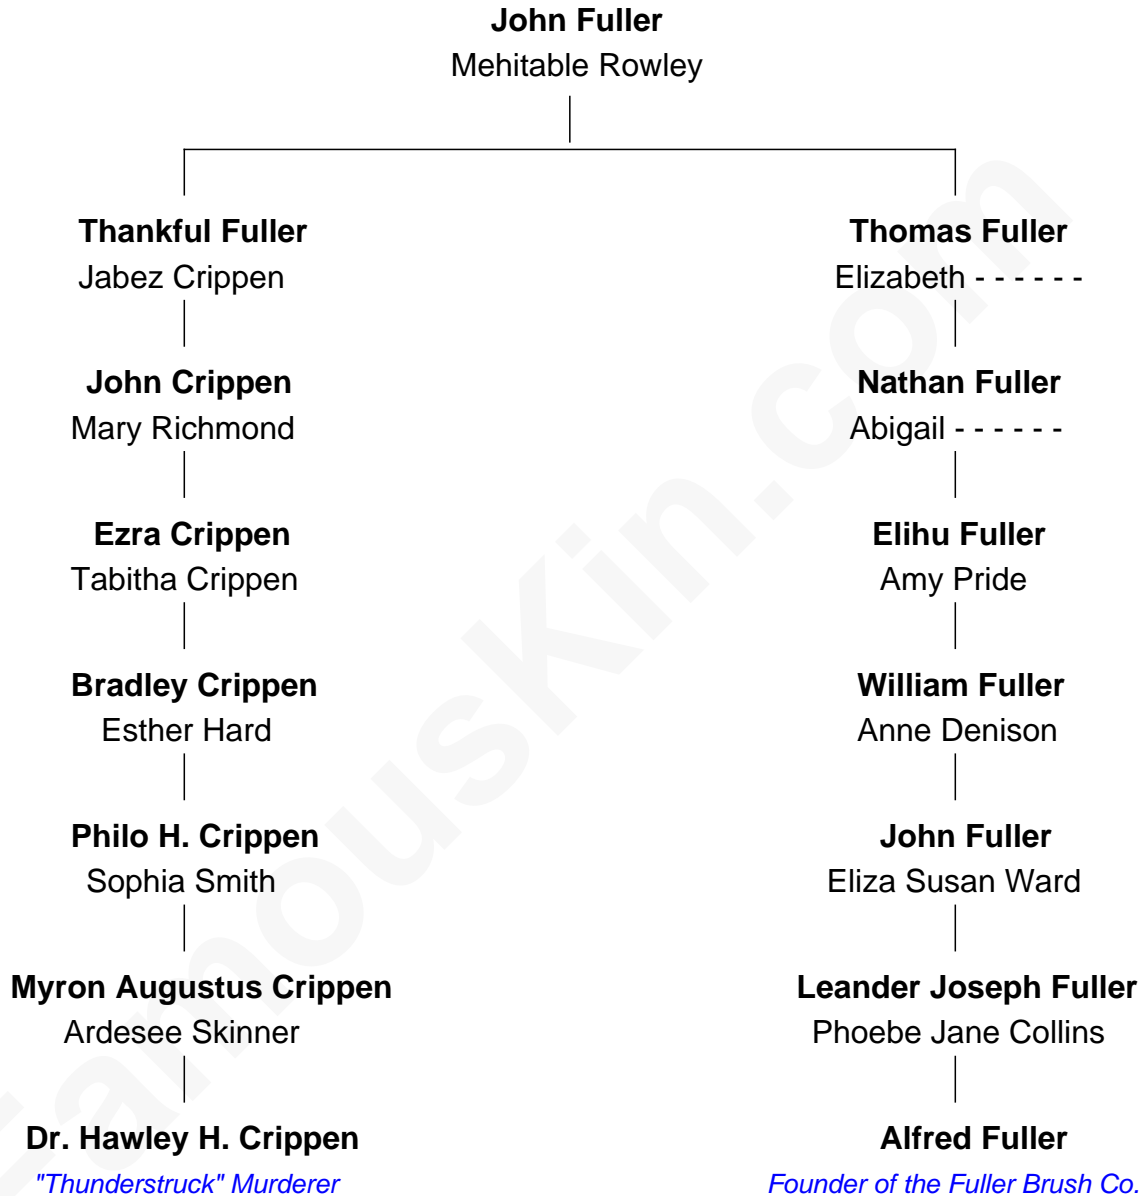 John Fuller
Mehitable Rowley
Thankful Fuller
Jabez Crippen
John Crippen
Mary Richmond
Ezra Crippen
Tabitha Crippen
Bradley Crippen
Esther Hard
Philo H. Crippen
Sophia Smith
Myron Augustus Crippen
Ardesee Skinner
Dr. Hawley H. Crippen
"Thunderstruck" Murderer
Thomas Fuller
Elizabeth - - - - - -
Nathan Fuller
Abigail - - - - - -
Elihu Fuller
Amy Pride
William Fuller
Anne Denison
John Fuller
Eliza Susan Ward
Leander Joseph Fuller
Phoebe Jane Collins
Alfred Fuller
Founder of the Fuller Brush Co.
FamousKin.com